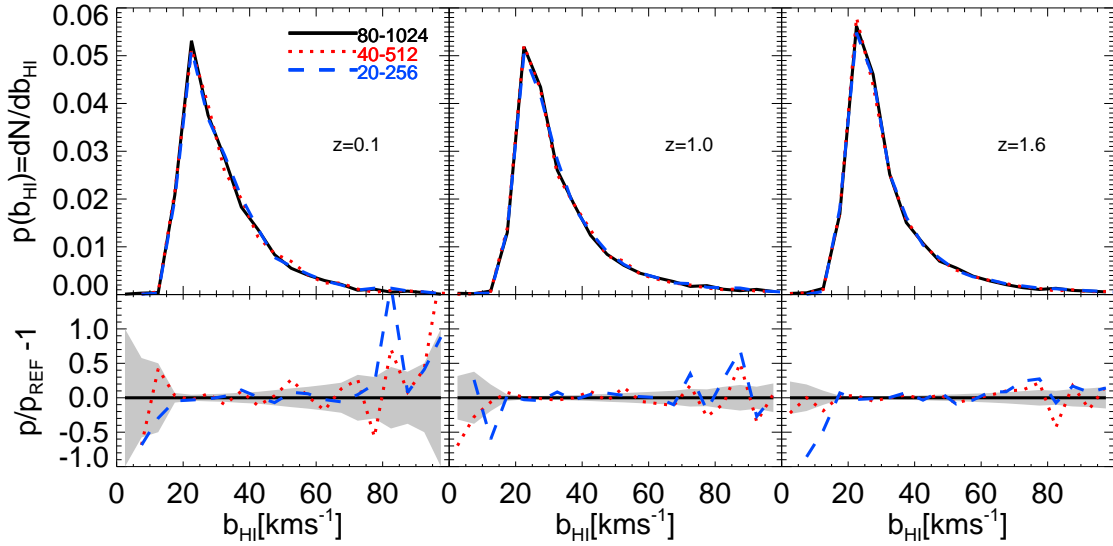 p(b_HI)=dN/db_HI
0.06
0.05
0.04
0.03
0.02
0.01
0.00
80-1024
40-512
20-256
z=0.1
z=1.0
z=1.6
p/p_REF -1
1.0
0.5
0.0
-0.5
-1.0
0 20 40 60 80 0 20 40 60 80 0 20 40 60 80
b_HI[kms^-1] b_HI[kms^-1] b_HI[kms^-1]